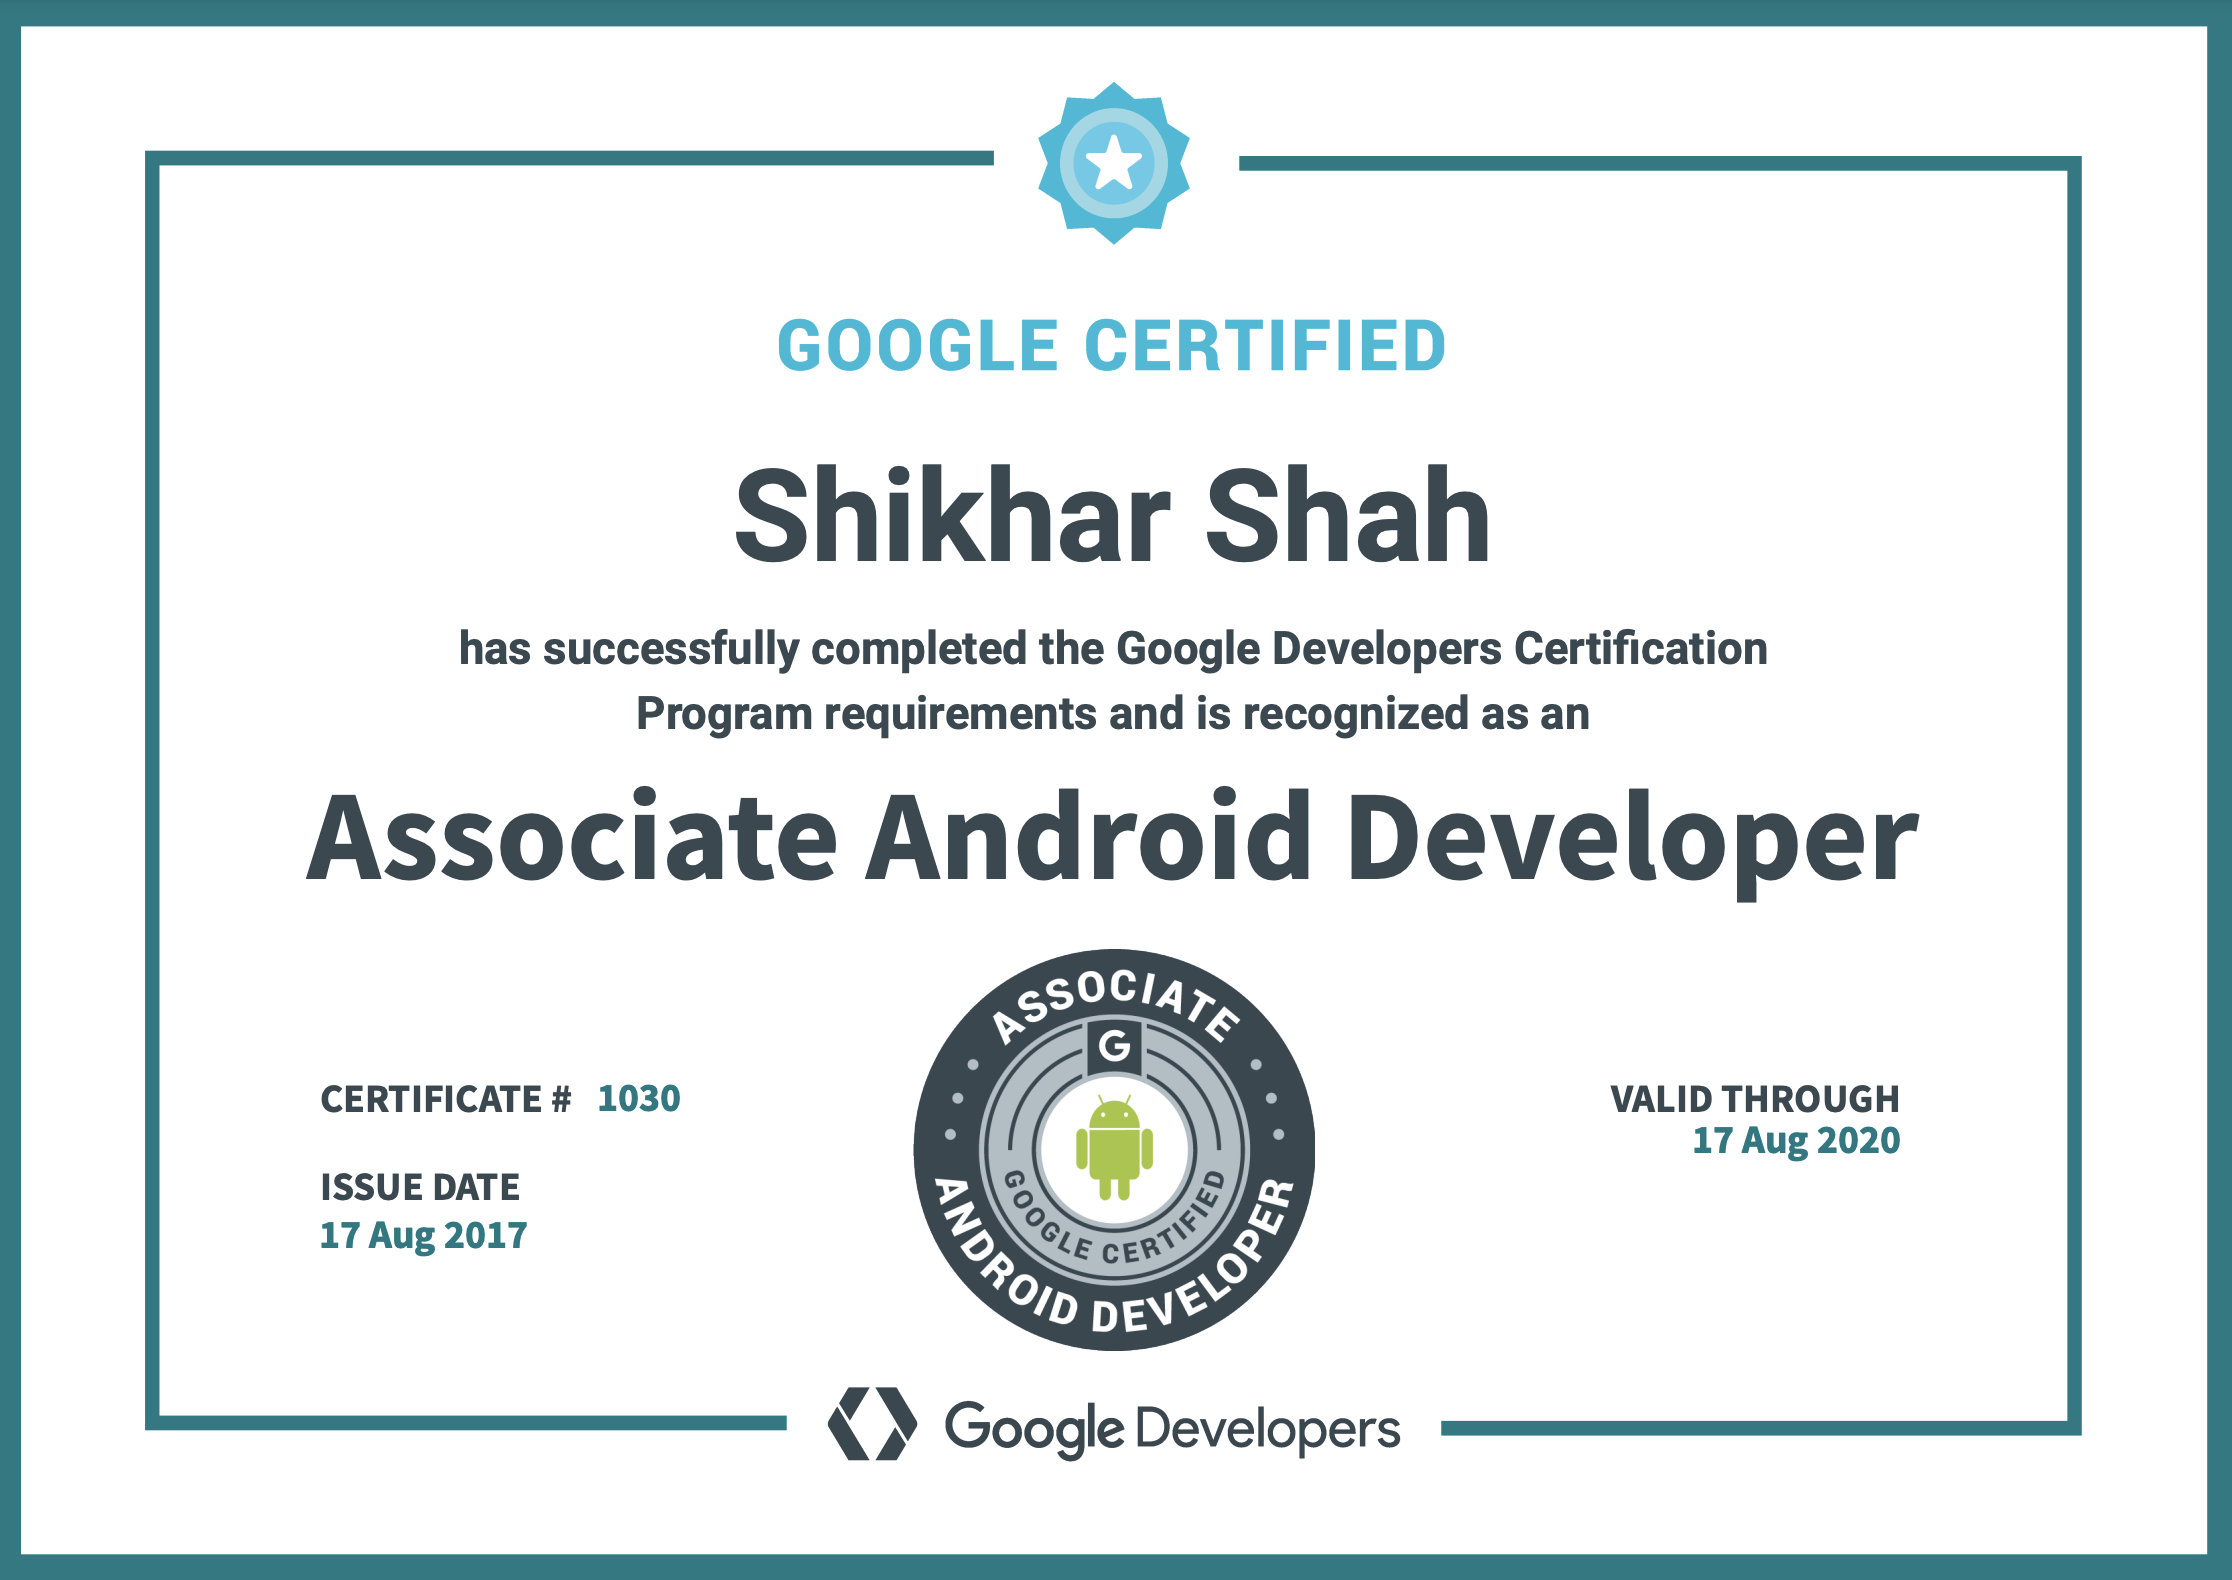 GOOGLE CERTIFIED
Shikhar Shah
has successfully completed the Google Developers Certification
Program requirements and is recognized as an
Associate Android Developer
CERTIFICATE # 1030
ISSUE DATE
17 Aug 2017
ASSOCIATE
G
GOOGLE CERTIFIED
ANDROID DEVELOPER
VALID THROUGH
17 Aug 2020
Google Developers